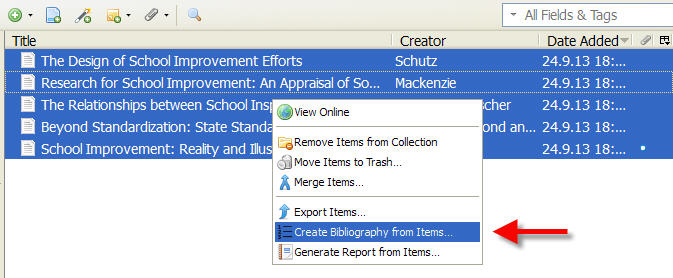 All Fields & Tags
Title Creator Date Added
The Design of School Improvement Efforts Schutz 24.9.13 18:...
Research for School Improvement: An Appraisal of So... Mackenzie 24.9.13 18:...
The Relationships between School Insp scher 24.9.13 18:...
Beyond Standardization: State Standa ond an... 24.9.13 18:...
School Improvement: Reality and Illus 24.9.13 18:...
View Online
Remove Items from Collection
Move Items to Trash...
Merge Items...
Export Items...
Create Bibliography from Items...
Generate Report from Items...